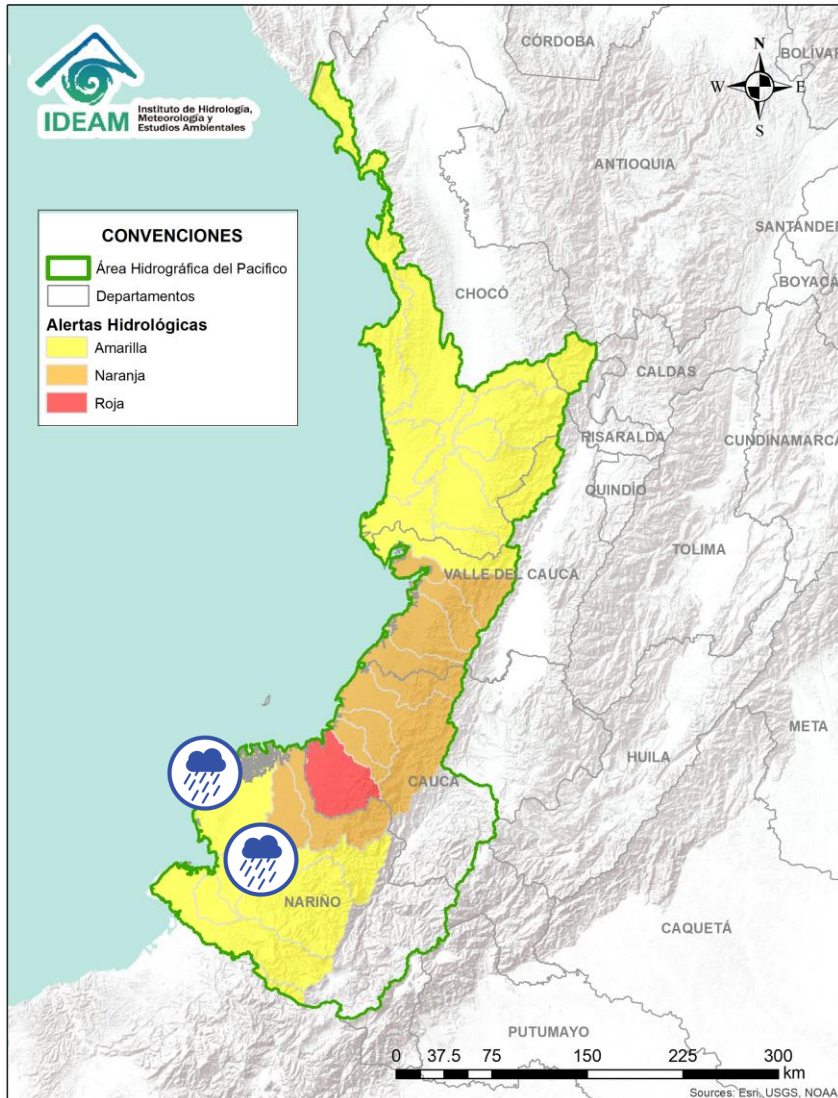 IDEAM
Instituto de Hidrología,
Meteorología y
Estudios Ambientales
N
W
E
S
CÓRDOBA
BOLÍVAR
ANTIOQUIA
SANTANDER
BOYACÁ
CHOCÓ
CALDAS
RISARALDA
CUNDINAMARCA
QUINDÍO
TOLIMA
VALLE DEL CAUCA
META
HUILA
CAUCA
NARIÑO
CAQUETÁ
PUTUMAYO
CONVENCIONES
Área Hidrográfica del Pacifico
Departamentos
Alertas Hidrológicas
Amarilla
Naranja
Roja
0 37.5 75 150 225 300
km
Sources: Esri, USGS, NOAA